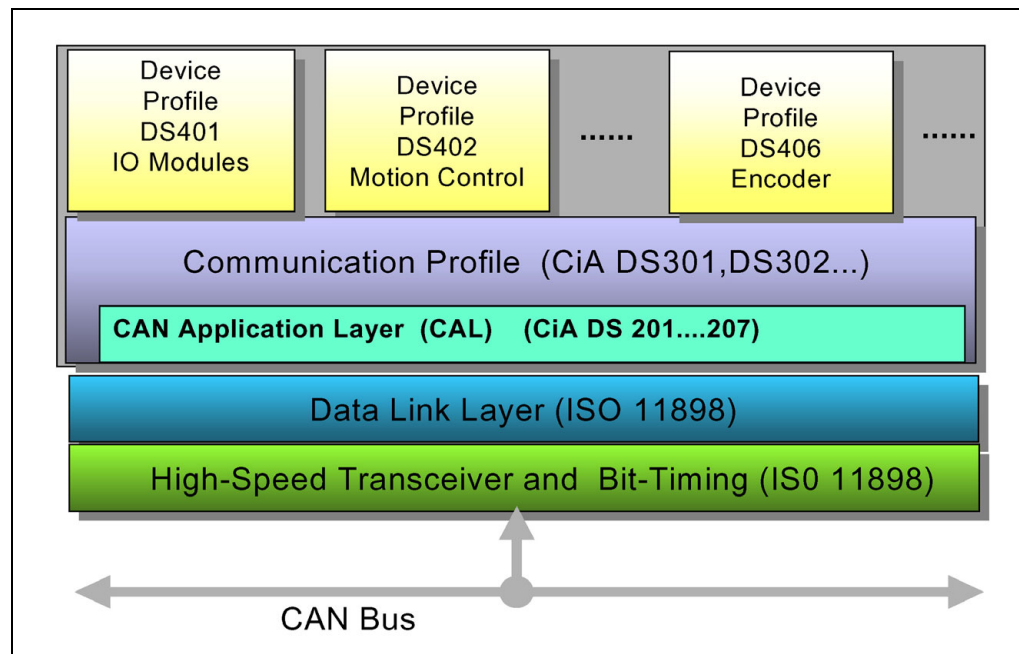 Device
Profile
DS401
IO Modules
Device
Profile
DS402
Motion Control
......
Device
Profile
DS406
Encoder
......
Communication Profile (CiA DS301,DS302...)
CAN Application Layer (CAL) (CiA DS 201....207)
Data Link Layer (ISO 11898)
High-Speed Transceiver and Bit-Timing (IS0 11898)
CAN Bus